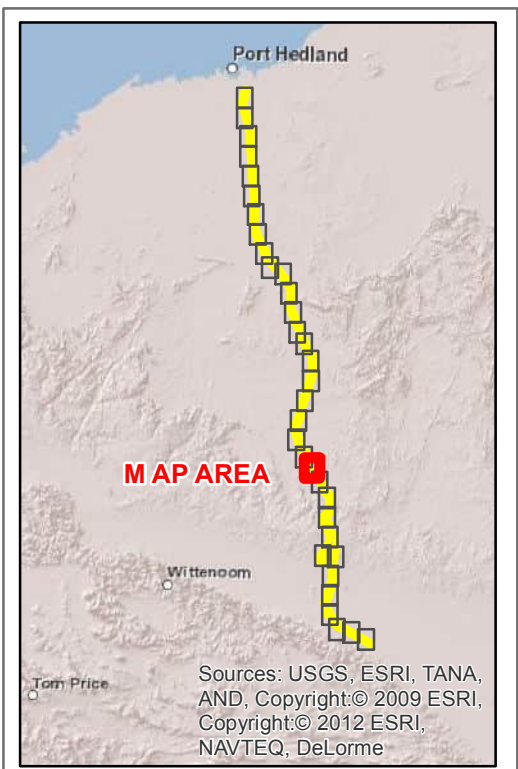 Port Hedland
M AP AREA
Wittenoom
Tom Price
Sources: USGS, ESRI, TANA,
AND, Copyright:© 2009 ESRI,
Copyright:© 2012 ESRI,
NAVTEQ, DeLorme